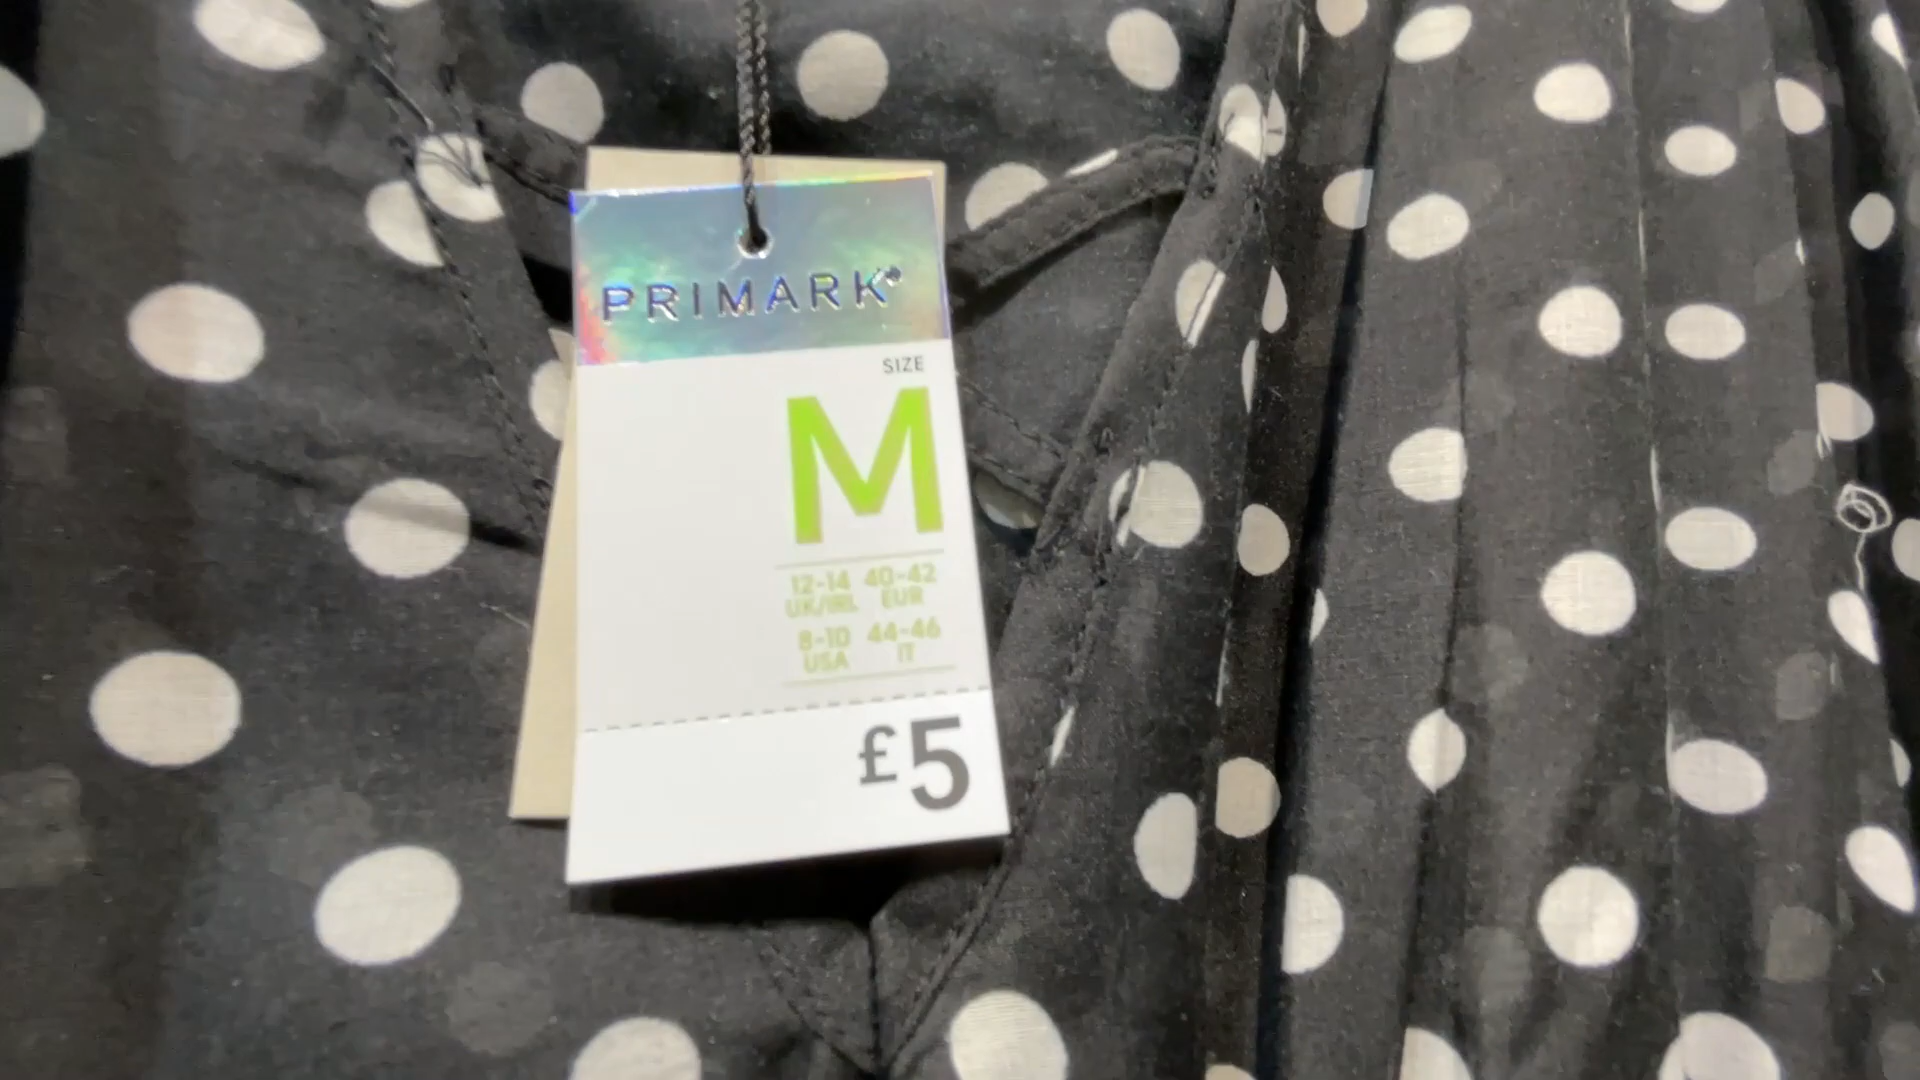 PRIMARK
SIZE
M
12-14 40-42
UK/IRL EUR
8-10 44-46
USA IT
£5